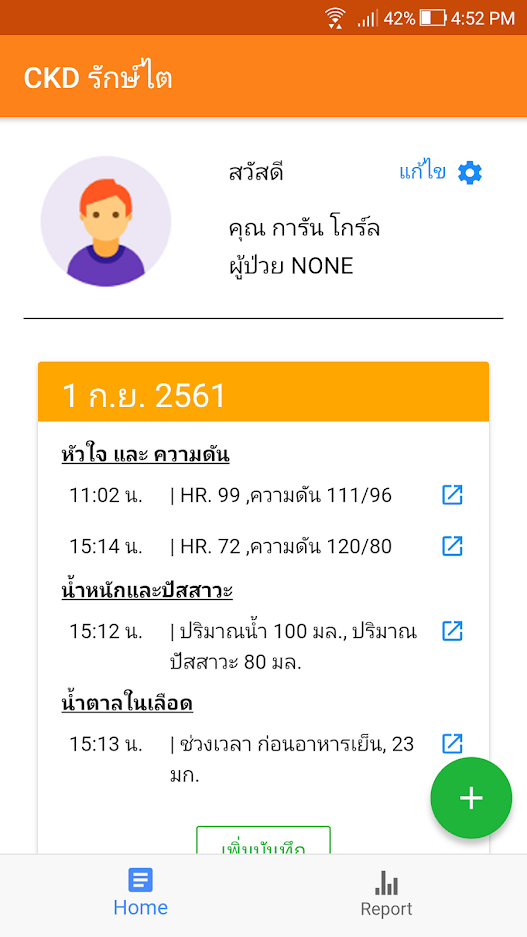 42% 4:52 PM
CKD รักษ์ไต
สวัสดี
แก้ไข
คุณ การัน โกร์ล
ผู้ป่วย NONE
1 ก.ย. 2561
หัวใจ และ ความดัน
11:02 น. | HR. 99 ,ความดัน 111/96
15:14 น. | HR. 72 ,ความดัน 120/80
น้ำหนักและปัสสาวะ
15:12 น. | ปริมาณน้ำ 100 มล., ปริมาณ
ปัสสาวะ 80 มล.
น้ำตาลในเลือด
15:13 น. | ช่วงเวลา ก่อนอาหารเย็น, 23
มก.
เพิ่มบันทึก
Home
Report